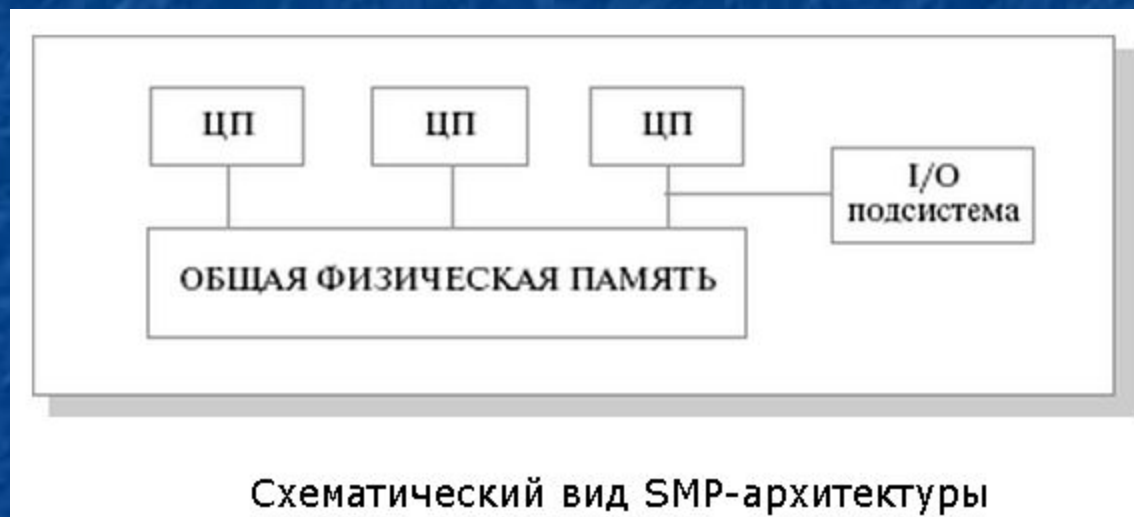 ЦП
ЦП
ЦП
I/O
подсистема
ОБЩАЯ ФИЗИЧЕСКАЯ ПАМЯТЬ
Схематический вид SMP-архитектуры